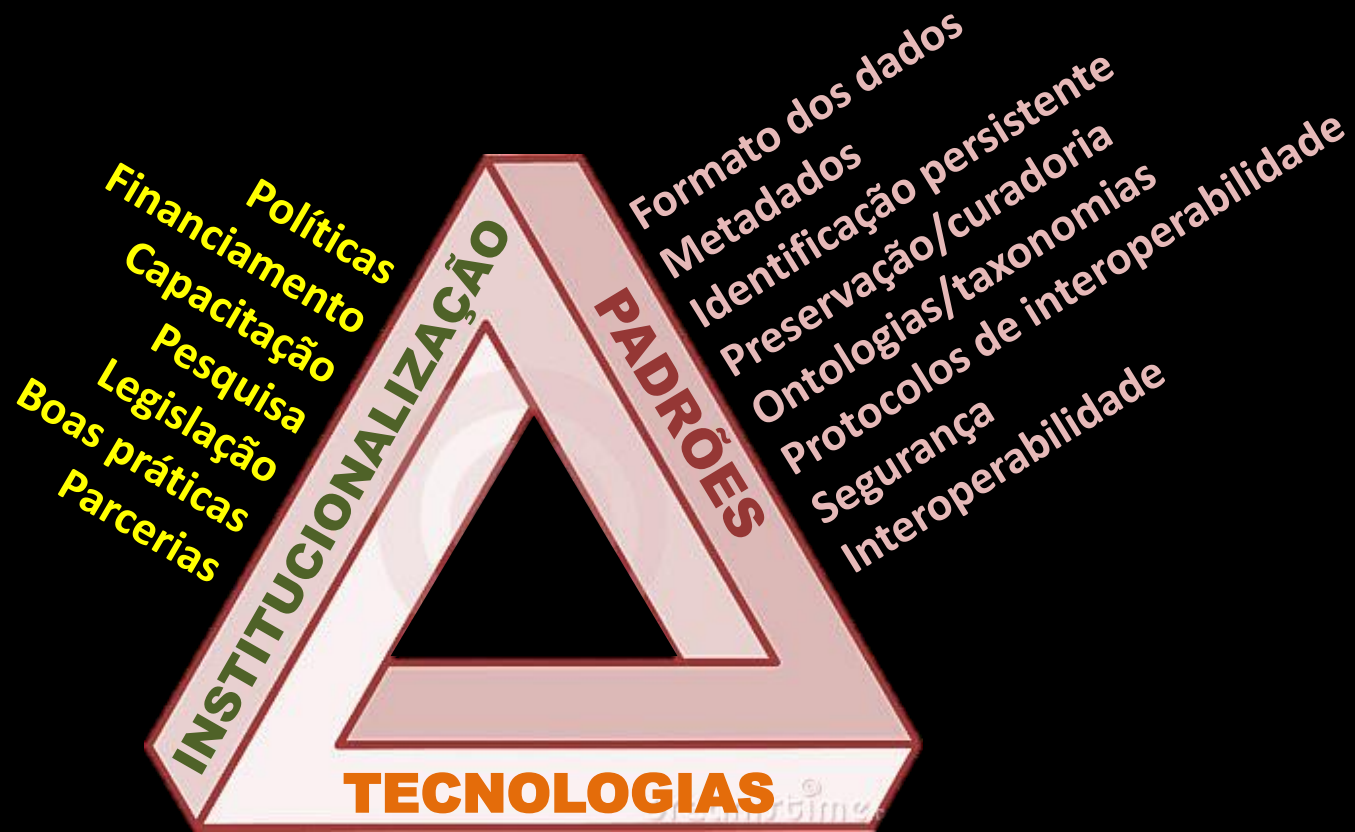 Políticas
Financiamento
Capacitação
Pesquisa
Legislação
Boas práticas
Parcerias
INSTITUCIONALIZAÇÃO
PADRÕES
Formato dos dados
Metadados
Identificação persistente
Preservação/curadoria
Ontologias/taxonomias
Protocolos de interoperabilidade
Segurança
Interoperabilidade
TECNOLOGIAS